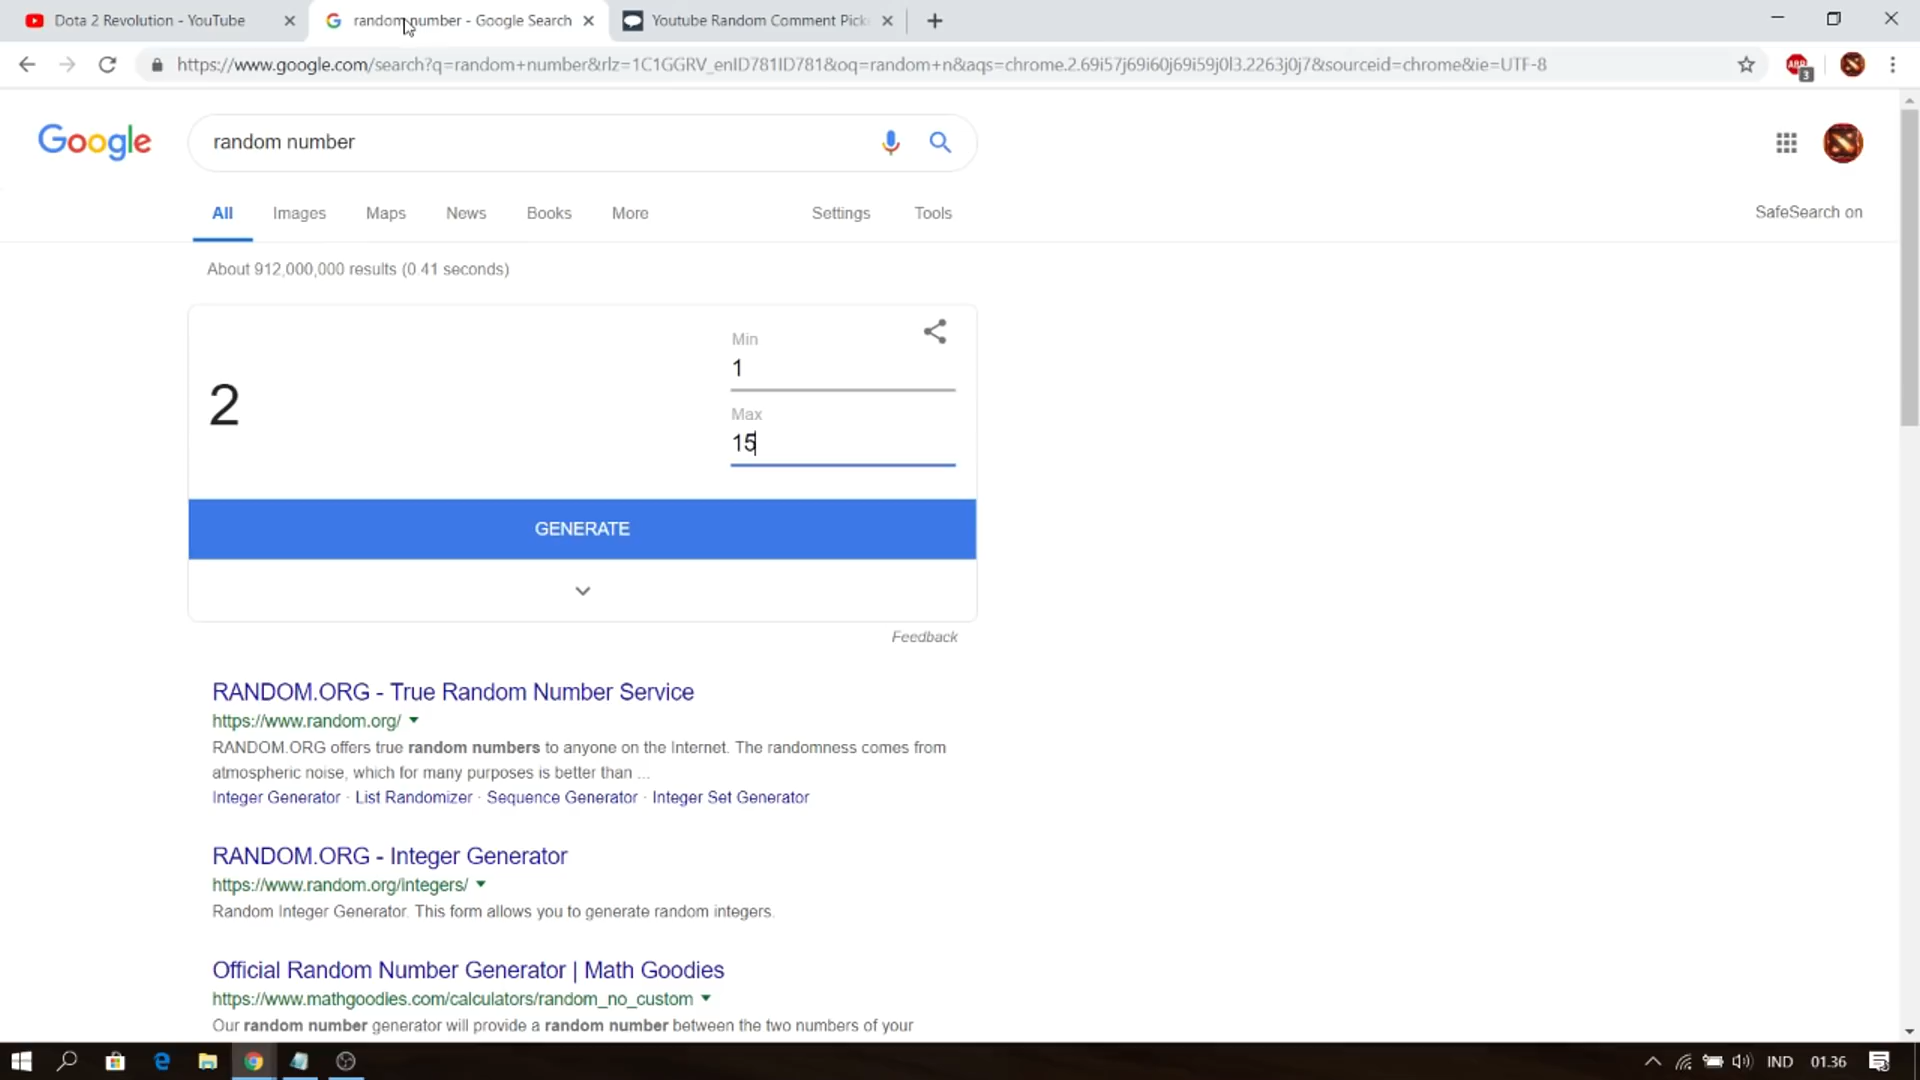 Dota 2 Revolution - YouTube
random number - Google Search
Youtube Random Comment Pick
https://www.google.com/search?q=random+number&rlz=1C1GGRV_enID781ID781&oq=random+n&aqs=chrome.2.69i57j69i60j69i59j0l3.2263j0j7&sourceid=chrome&ie=UTF-8
ABP
3
Google
random number
All
Images
Maps
News
Books
More
Settings
Tools
SafeSearch on
About 912,000,000 results (0.41 seconds)
2
Min
1
Max
15
GENERATE
Feedback
RANDOM.ORG - True Random Number Service
https://www.random.org/
RANDOM.ORG offers true random numbers to anyone on the Internet. The randomness comes from
atmospheric noise, which for many purposes is better than ...
Integer Generator · List Randomizer · Sequence Generator · Integer Set Generator
RANDOM.ORG - Integer Generator
https://www.random.org/integers/
Random Integer Generator. This form allows you to generate random integers.
Official Random Number Generator | Math Goodies
https://www.mathgoodies.com/calculators/random_no_custom
Our random number generator will provide a random number between the two numbers of your
IND
01.36